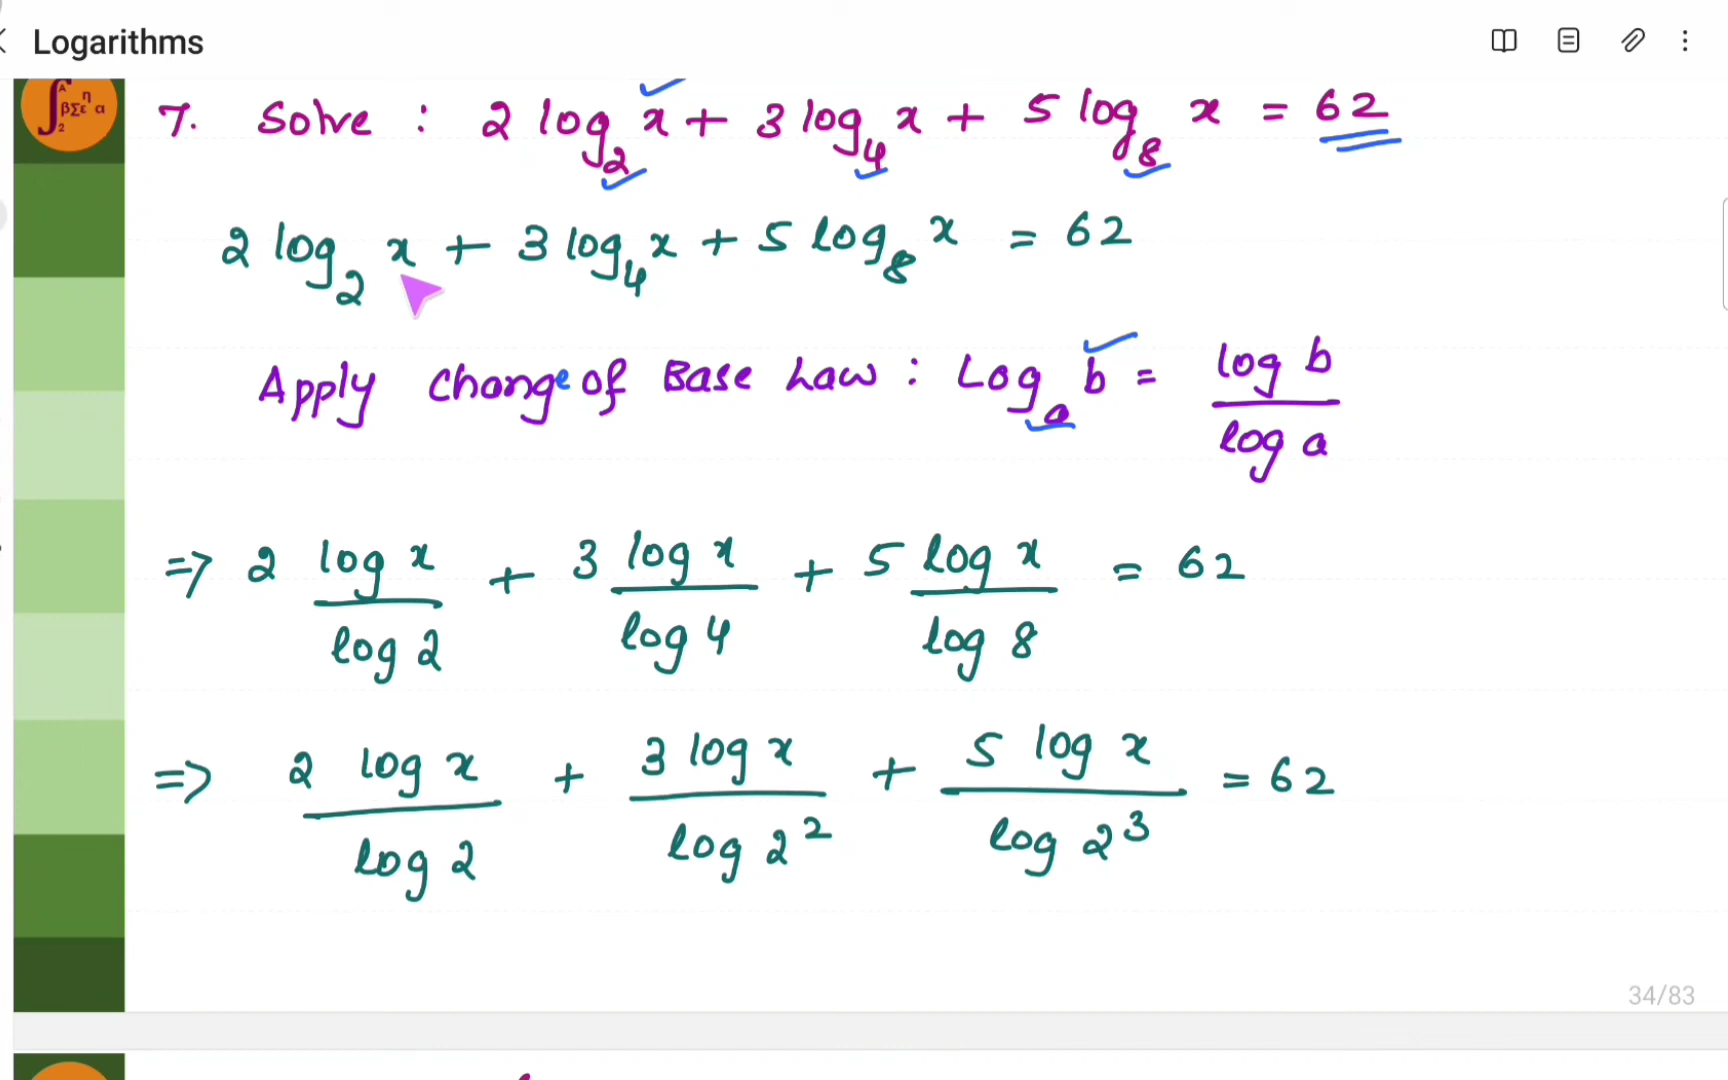 Logarithms
7. Solve : 2 log₂ x + 3 log₄ x + 5 log₈ x = 62
2 log₂ x + 3 log₄ x + 5 log₈ x = 62
Apply Change of Base Law : Logₐ b = log b / log a
⇒ 2 log x / log 2 + 3 log x / log 4 + 5 log x / log 8 = 62
⇒ 2 log x / log 2 + 3 log x / log 2² + 5 log x / log 2³ = 62
34/83